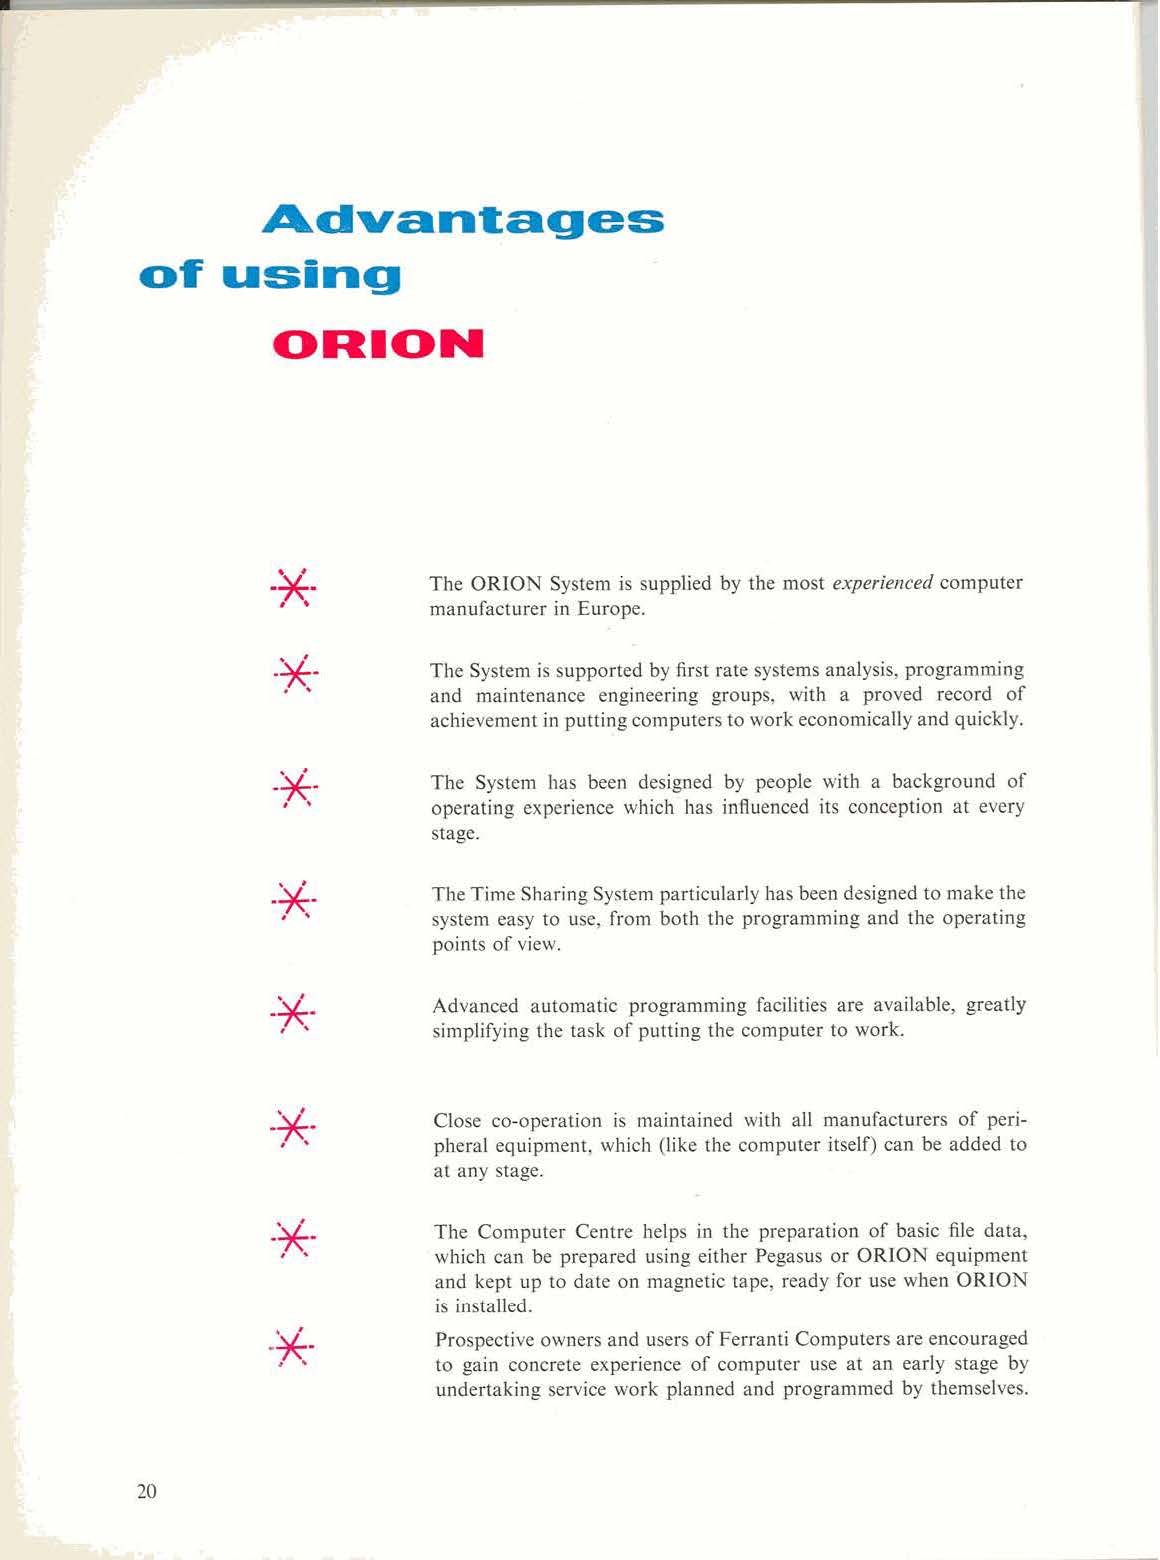 Advantages
of using
ORION
The ORION System is supplied by the most experienced computer
manufacturer in Europe.
The System is supported by first rate systems analysis, programming
and maintenance engineering groups, with a proved record of
achievement in putting computers to work economically and quickly.
The System has been designed by people with a background of
operating experience which has influenced its conception at every
stage.
The Time Sharing System particularly has been designed to make the
system easy to use, from both the programming and the operating
points of view.
Advanced automatic programming facilities are available, greatly
simplifying the task of putting the computer to work.
Close co-operation is maintained with all manufacturers of peri-
pheral equipment, which (like the computer itself) can be added to
at any stage.
The Computer Centre helps in the preparation of basic file data,
which can be prepared using either Pegasus or ORION equipment
and kept up to date on magnetic tape, ready for use when ORION
is installed.
Prospective owners and users of Ferranti Computers are encouraged
to gain concrete experience of computer use at an early stage by
undertaking service work planned and programmed by themselves.
20